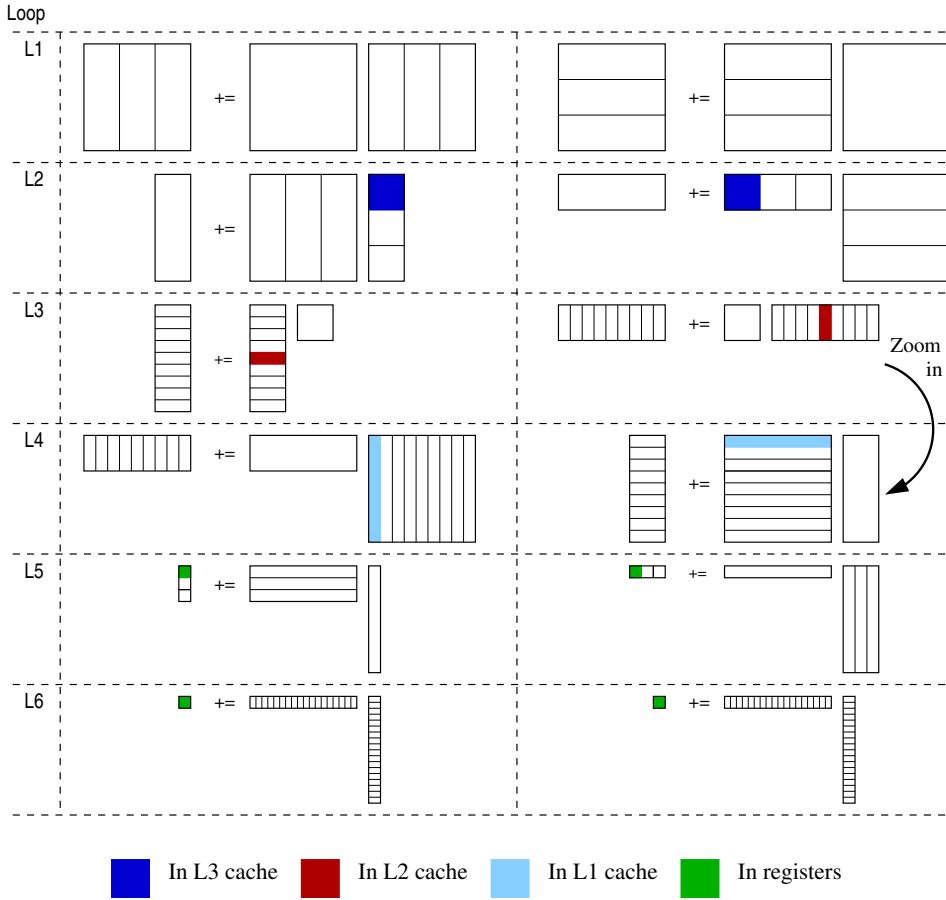 Loop
L1
+=
+=
L2
+=
+=
L3
+=
+=
Zoom
in
L4
+=
+=
L5
+=
+=
L6
+=
+=
In L3 cache
In L2 cache
In L1 cache
In registers